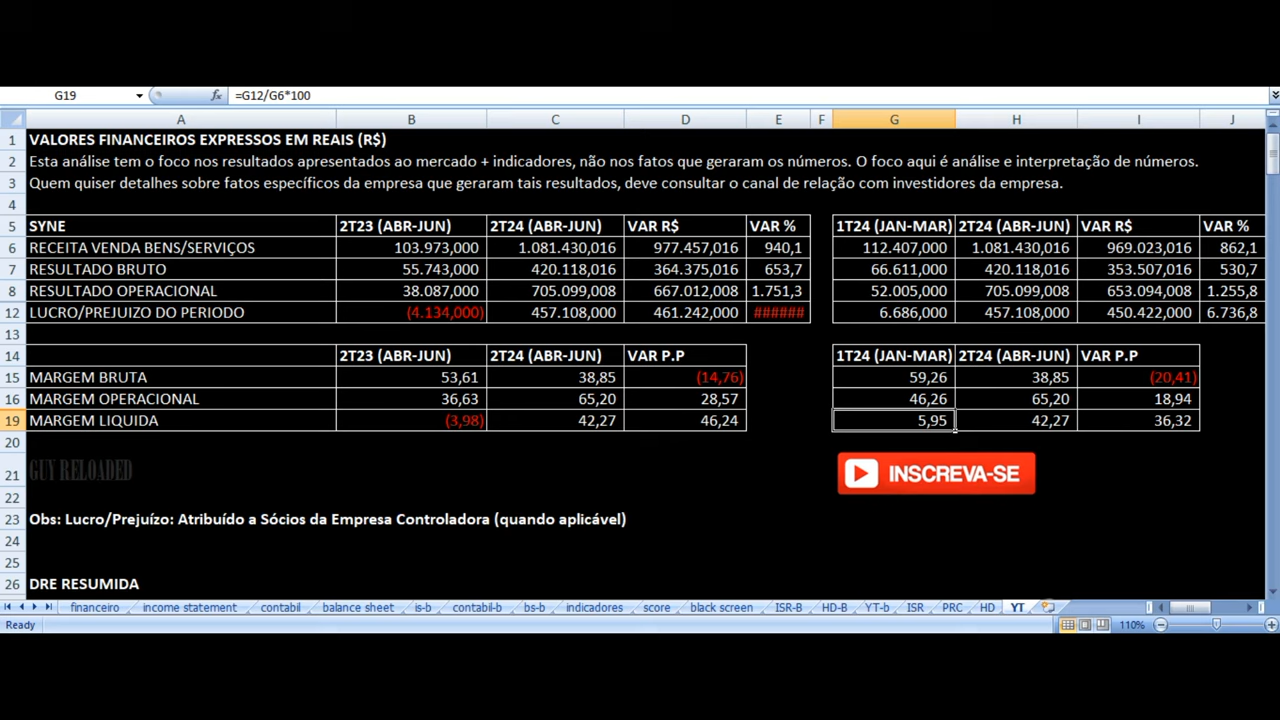 G19 fx =G12/G6*100
A B C D E F G H I J
1 VALORES FINANCEIROS EXPRESSOS EM REAIS (R$)
2 Esta análise tem o foco nos resultados apresentados ao mercado + indicadores, não nos fatos que geraram os números. O foco aqui é análise e interpretação de números.
3 Quem quiser detalhes sobre fatos específicos da empresa que geraram tais resultados, deve consultar o canal de relação com investidores da empresa.
4
5 SYNE 2T23 (ABR-JUN) 2T24 (ABR-JUN) VAR R$ VAR % 1T24 (JAN-MAR) 2T24 (ABR-JUN) VAR R$ VAR %
6 RECEITA VENDA BENS/SERVIÇOS 103.973,000 1.081.430,016 977.457,016 940,1 112.407,000 1.081.430,016 969.023,016 862,1
7 RESULTADO BRUTO 55.743,000 420.118,016 364.375,016 653,7 66.611,000 420.118,016 353.507,016 530,7
8 RESULTADO OPERACIONAL 38.087,000 705.099,008 667.012,008 1.751,3 52.005,000 705.099,008 653.094,008 1.255,8
12 LUCRO/PREJUIZO DO PERIODO (4.134,000) 457.108,000 461.242,000 ###### 6.686,000 457.108,000 450.422,000 6.736,8
13
14 2T23 (ABR-JUN) 2T24 (ABR-JUN) VAR P.P 1T24 (JAN-MAR) 2T24 (ABR-JUN) VAR P.P
15 MARGEM BRUTA 53,61 38,85 (14,76) 59,26 38,85 (20,41)
16 MARGEM OPERACIONAL 36,63 65,20 28,57 46,26 65,20 18,94
19 MARGEM LIQUIDA (3,98) 42,27 46,24 5,95 42,27 36,32
20
21 GUY RELOADED INSCREVA-SE
22
23 Obs: Lucro/Prejuízo: Atribuído a Sócios da Empresa Controladora (quando aplicável)
24
25
26 DRE RESUMIDA
financeiro income statement contabil balance sheet is-b contabil-b bs-b indicadores score black screen ISR-B HD-B YT-b ISR PRC HD YT
Ready 110%